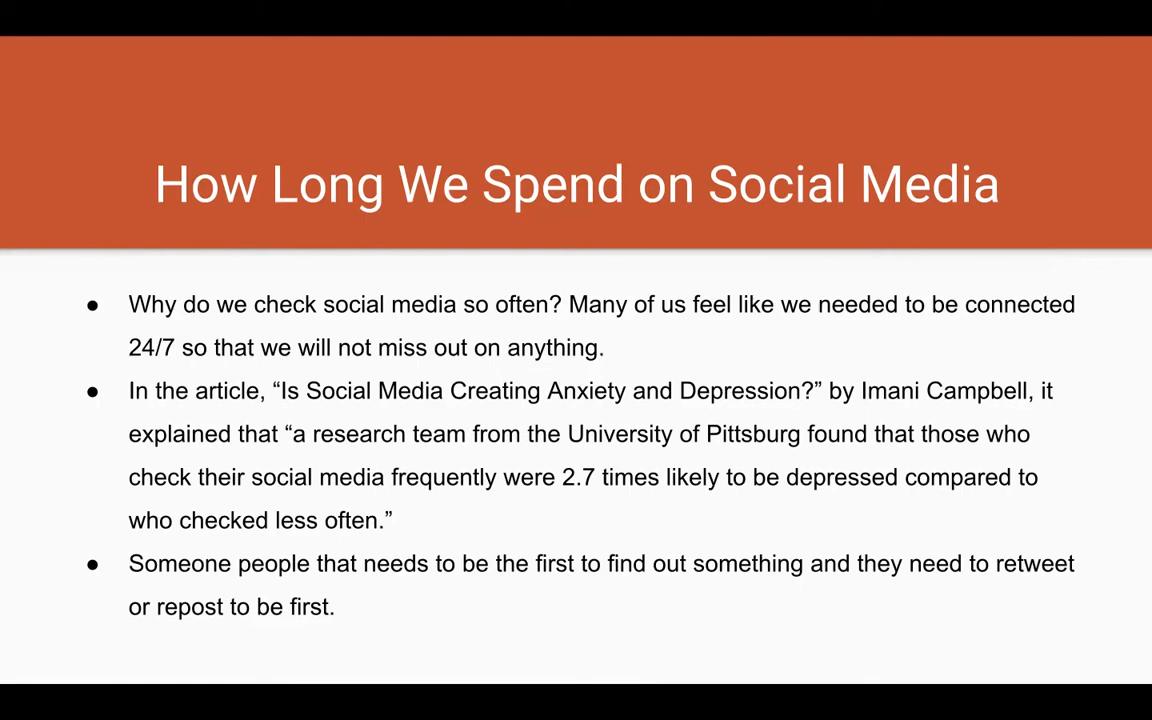 How Long We Spend on Social Media
● Why do we check social media so often? Many of us feel like we needed to be connected
24/7 so that we will not miss out on anything.
● In the article, “Is Social Media Creating Anxiety and Depression?” by Imani Campbell, it
explained that “a research team from the University of Pittsburg found that those who
check their social media frequently were 2.7 times likely to be depressed compared to
who checked less often.”
● Someone people that needs to be the first to find out something and they need to retweet
or repost to be first.